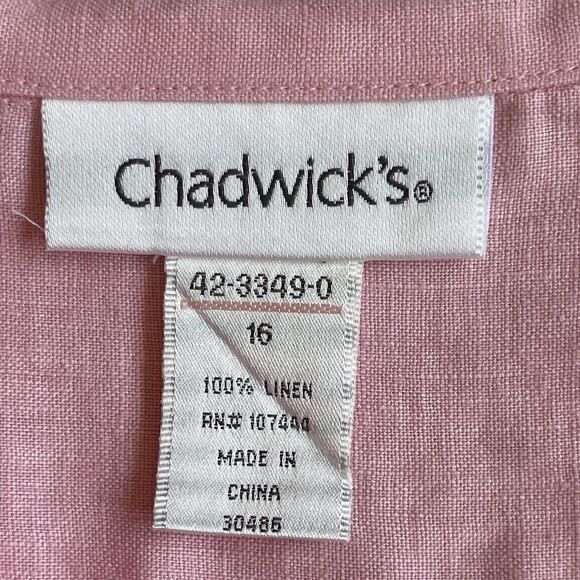 Chadwick's®
42-3349-0
16
100% LINEN
RN# 107444
MADE IN
CHINA
30486